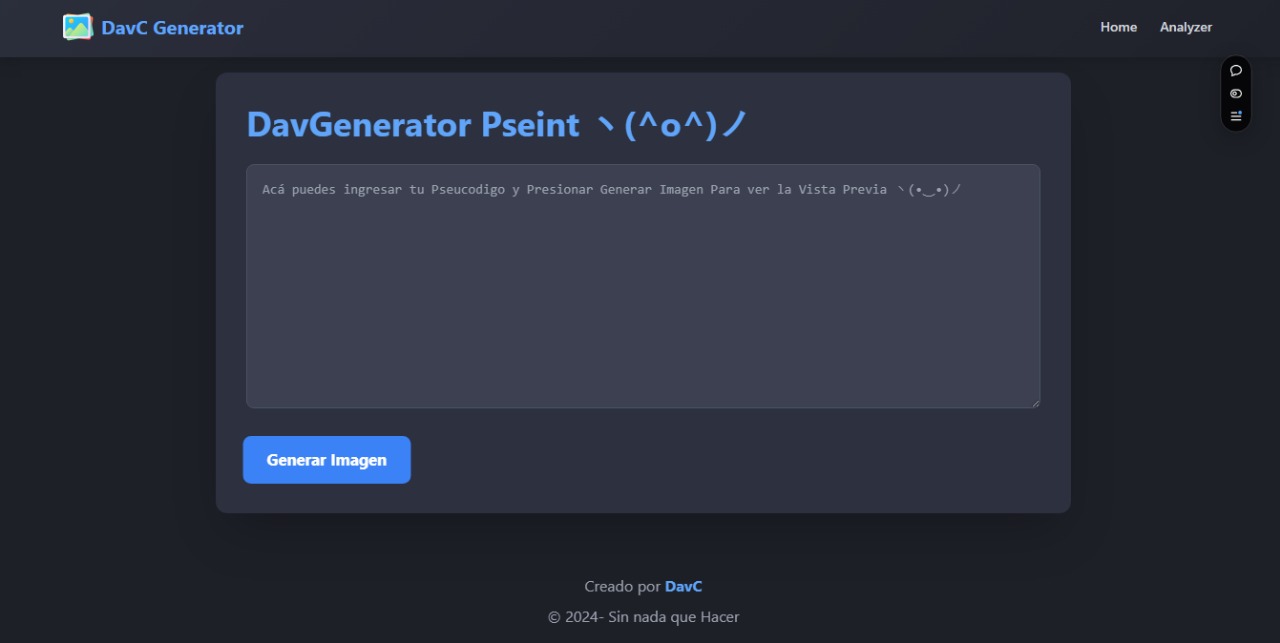 DavC Generator
Home
Analyzer
DavGenerator Pseint ヽ(^o^)ノ
Acá puedes ingresar tu Pseucodigo y Presionar Generar Imagen Para ver la Vista Previa ヽ(•‿•)ノ
Generar Imagen
Creado por DavC
© 2024- Sin nada que Hacer